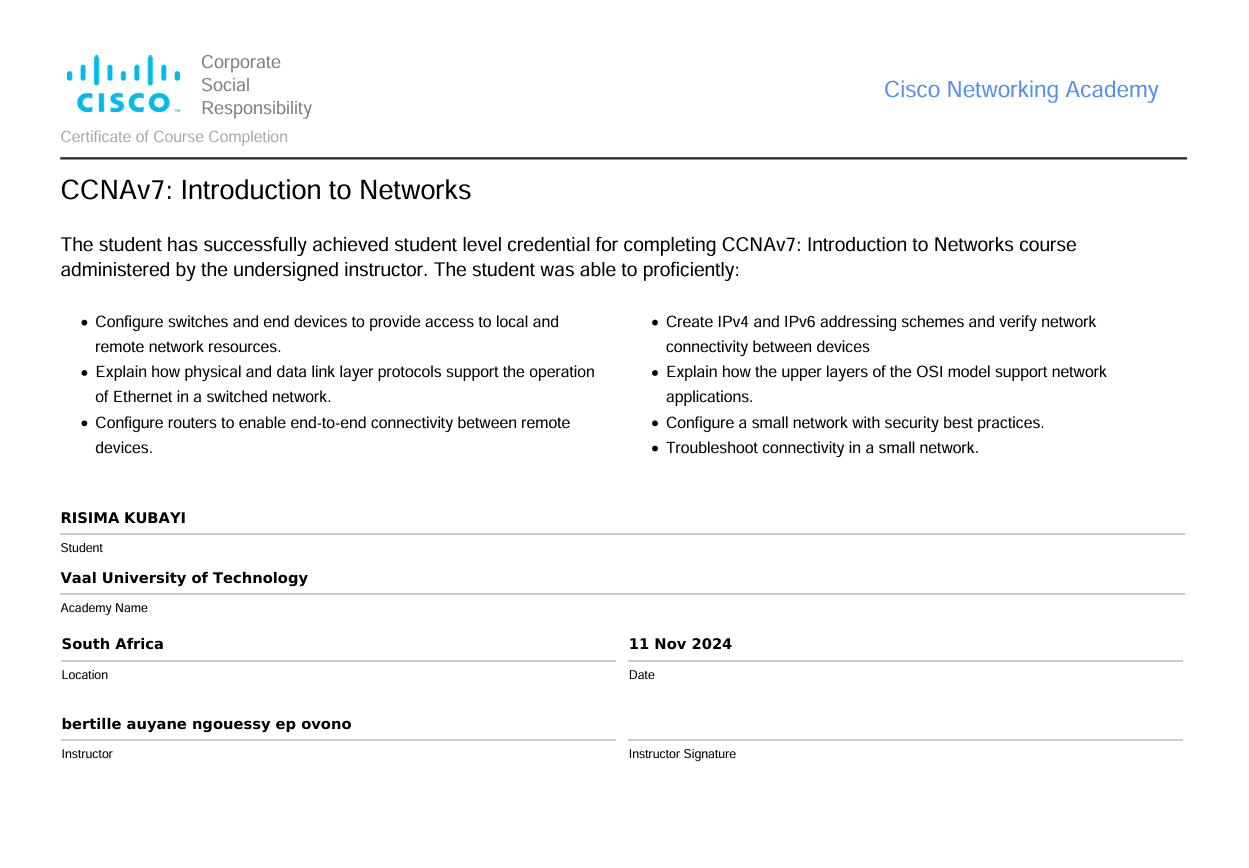 CISCO
Corporate
Social
Responsibility
Cisco Networking Academy
Certificate of Course Completion
CCNAv7: Introduction to Networks
The student has successfully achieved student level credential for completing CCNAv7: Introduction to Networks course
administered by the undersigned instructor. The student was able to proficiently:
• Configure switches and end devices to provide access to local and
remote network resources.
• Explain how physical and data link layer protocols support the operation
of Ethernet in a switched network.
• Configure routers to enable end-to-end connectivity between remote
devices.
• Create IPv4 and IPv6 addressing schemes and verify network
connectivity between devices
• Explain how the upper layers of the OSI model support network
applications.
• Configure a small network with security best practices.
• Troubleshoot connectivity in a small network.
RISIMA KUBAYI
Student
Vaal University of Technology
Academy Name
South Africa
Location
11 Nov 2024
Date
bertille auyane ngouessy ep ovono
Instructor
Instructor Signature